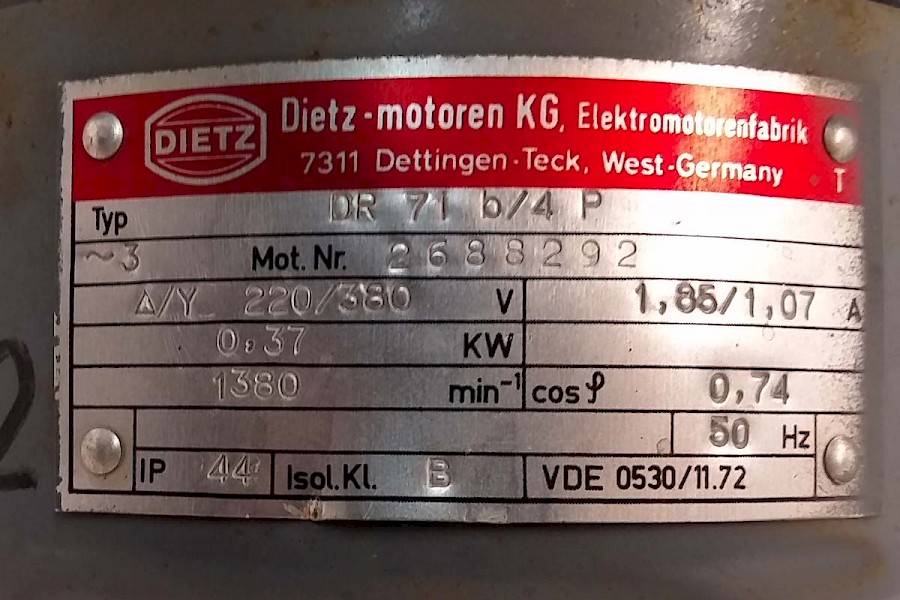 DIETZ Dietz-motoren KG, Elektromotorenfabrik
7311 Dettingen-Teck, West-Germany T
Typ DR 71 b/4 P
~3 Mot. Nr. 2688292
Δ/Y 220/380 V 1,85/1,07 A
0,37 KW
1380 min⁻¹ cosφ 0,74
50 Hz
IP 44 Isol. Kl. B VDE 0530/11.72
2